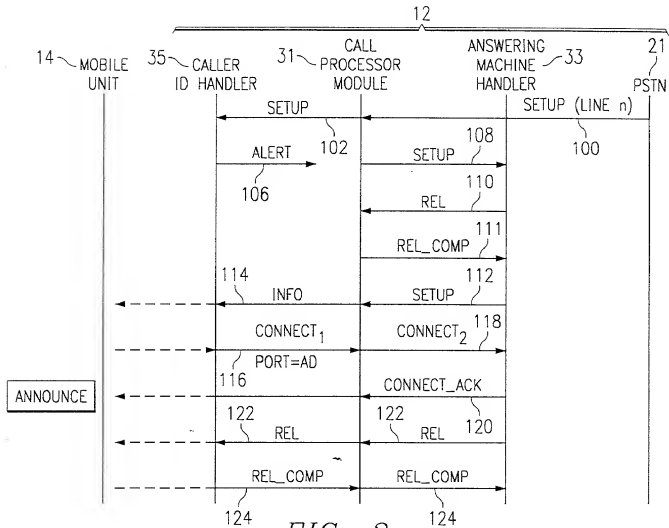 12
14 MOBILE UNIT
35 CALLER ID HANDLER
31 CALL PROCESSOR MODULE
ANSWERING MACHINE HANDLER 33
21 PSTN
SETUP
102
SETUP (LINE n)
100
ALERT
106
SETUP
108
REL
110
REL_COMP
111
114
INFO
SETUP
112
CONNECT1
PORT=AD
116
CONNECT2
118
ANNOUNCE
CONNECT_ACK
120
122
REL
122
REL
REL_COMP
124
REL_COMP
124